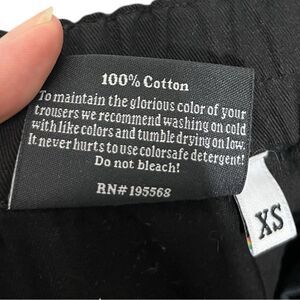 100% Cotton
To maintain the glorious color of your
trousers we recommend washing on cold
with like colors and tumble drying on low.
It never hurts to use colorsafe detergent!
Do not bleach!
RN#195568
XS